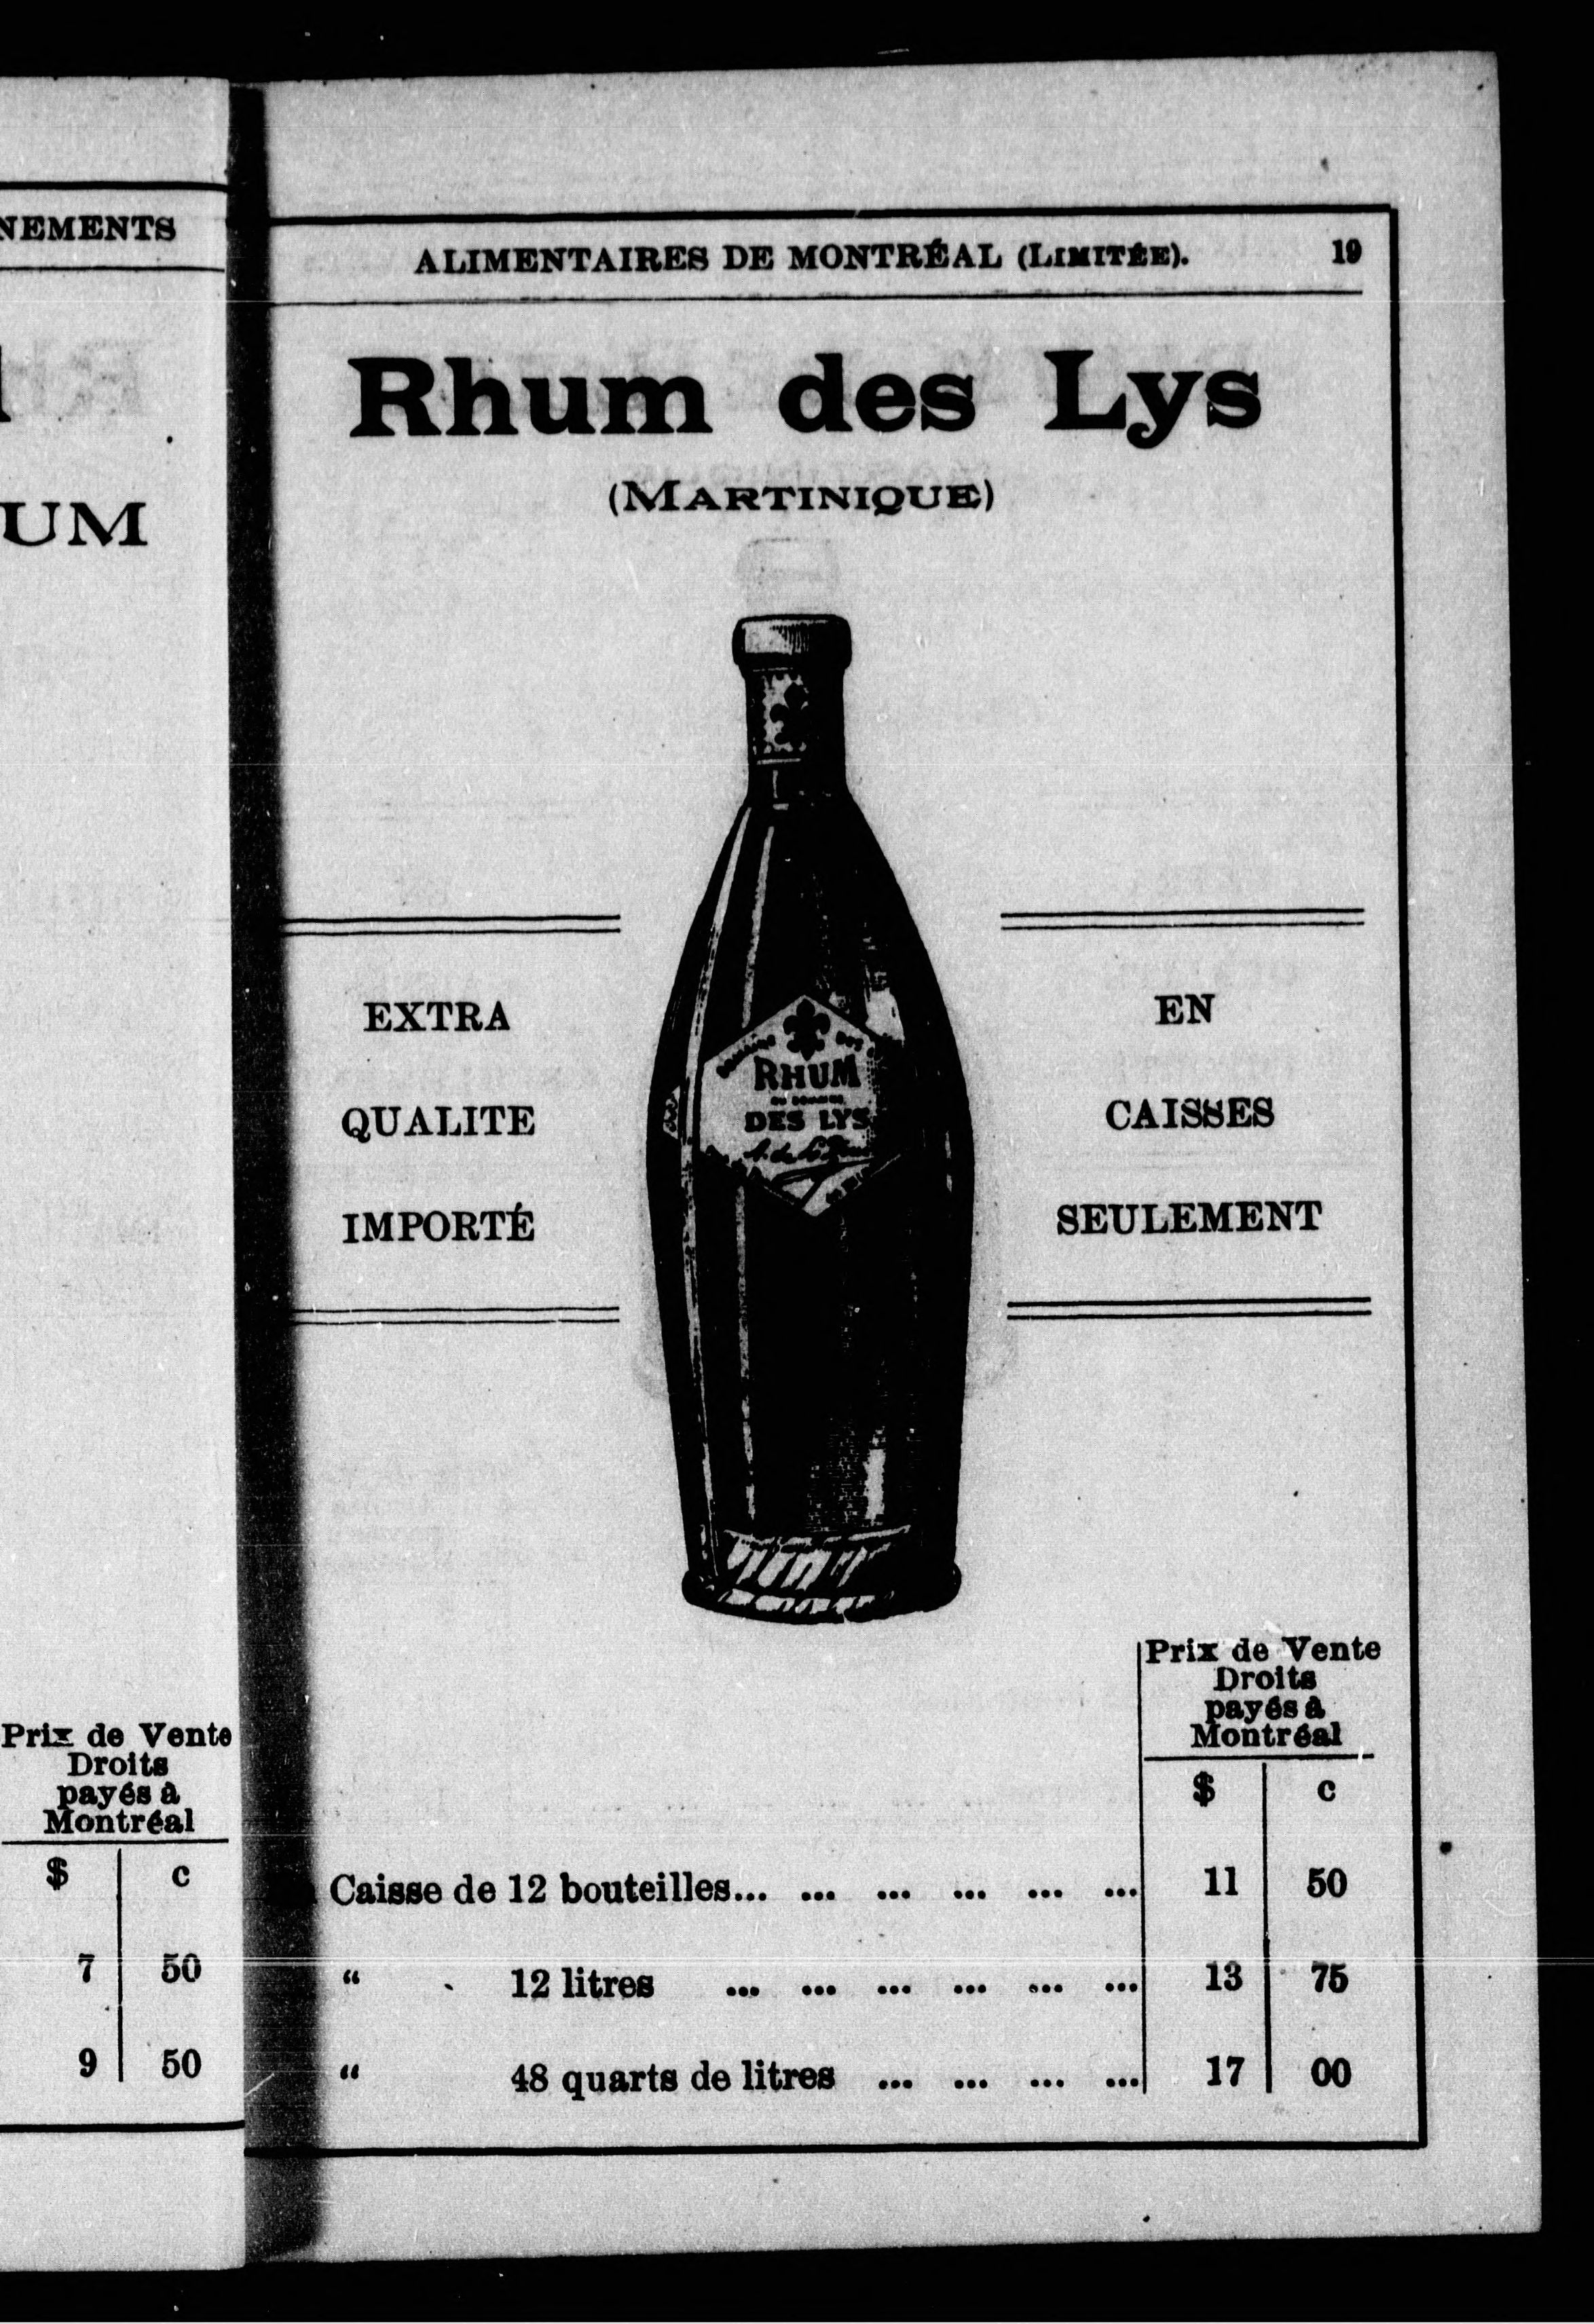 NEMENTS
UM
Prix de Vente
Droits
payés à
Montréal
$ c
7 50
9 50
ALIMENTAIRES DE MONTRÉAL (LIMITÉE). 19
Rhum des Lys
(MARTINIQUE)
EXTRA
QUALITE
IMPORTÉ
RHUM
DES LYS
EN
CAISSES
SEULEMENT
Prix de Vente
Droits
payés à
Montréal
$ c
Caisse de 12 bouteilles... ... ... ... ... ... 11 50
“ 12 litres ... ... ... ... ... ... 13 75
“ 48 quarts de litres ... ... ... ... 17 00